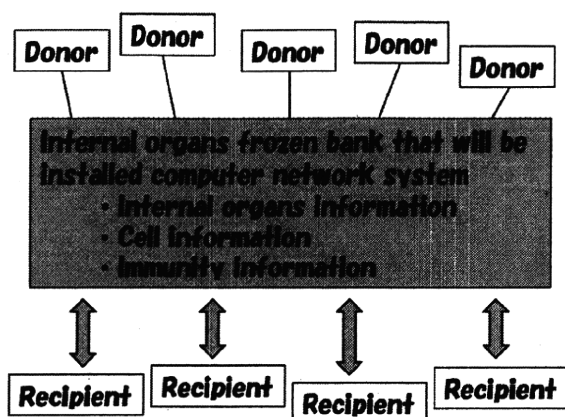 Donor
Donor
Donor
Donor
Donor
Internal organs frozen bank that will be
installed computer network system
・Internal organs information
・Cell information
・Immunity information
Recipient
Recipient
Recipient
Recipient